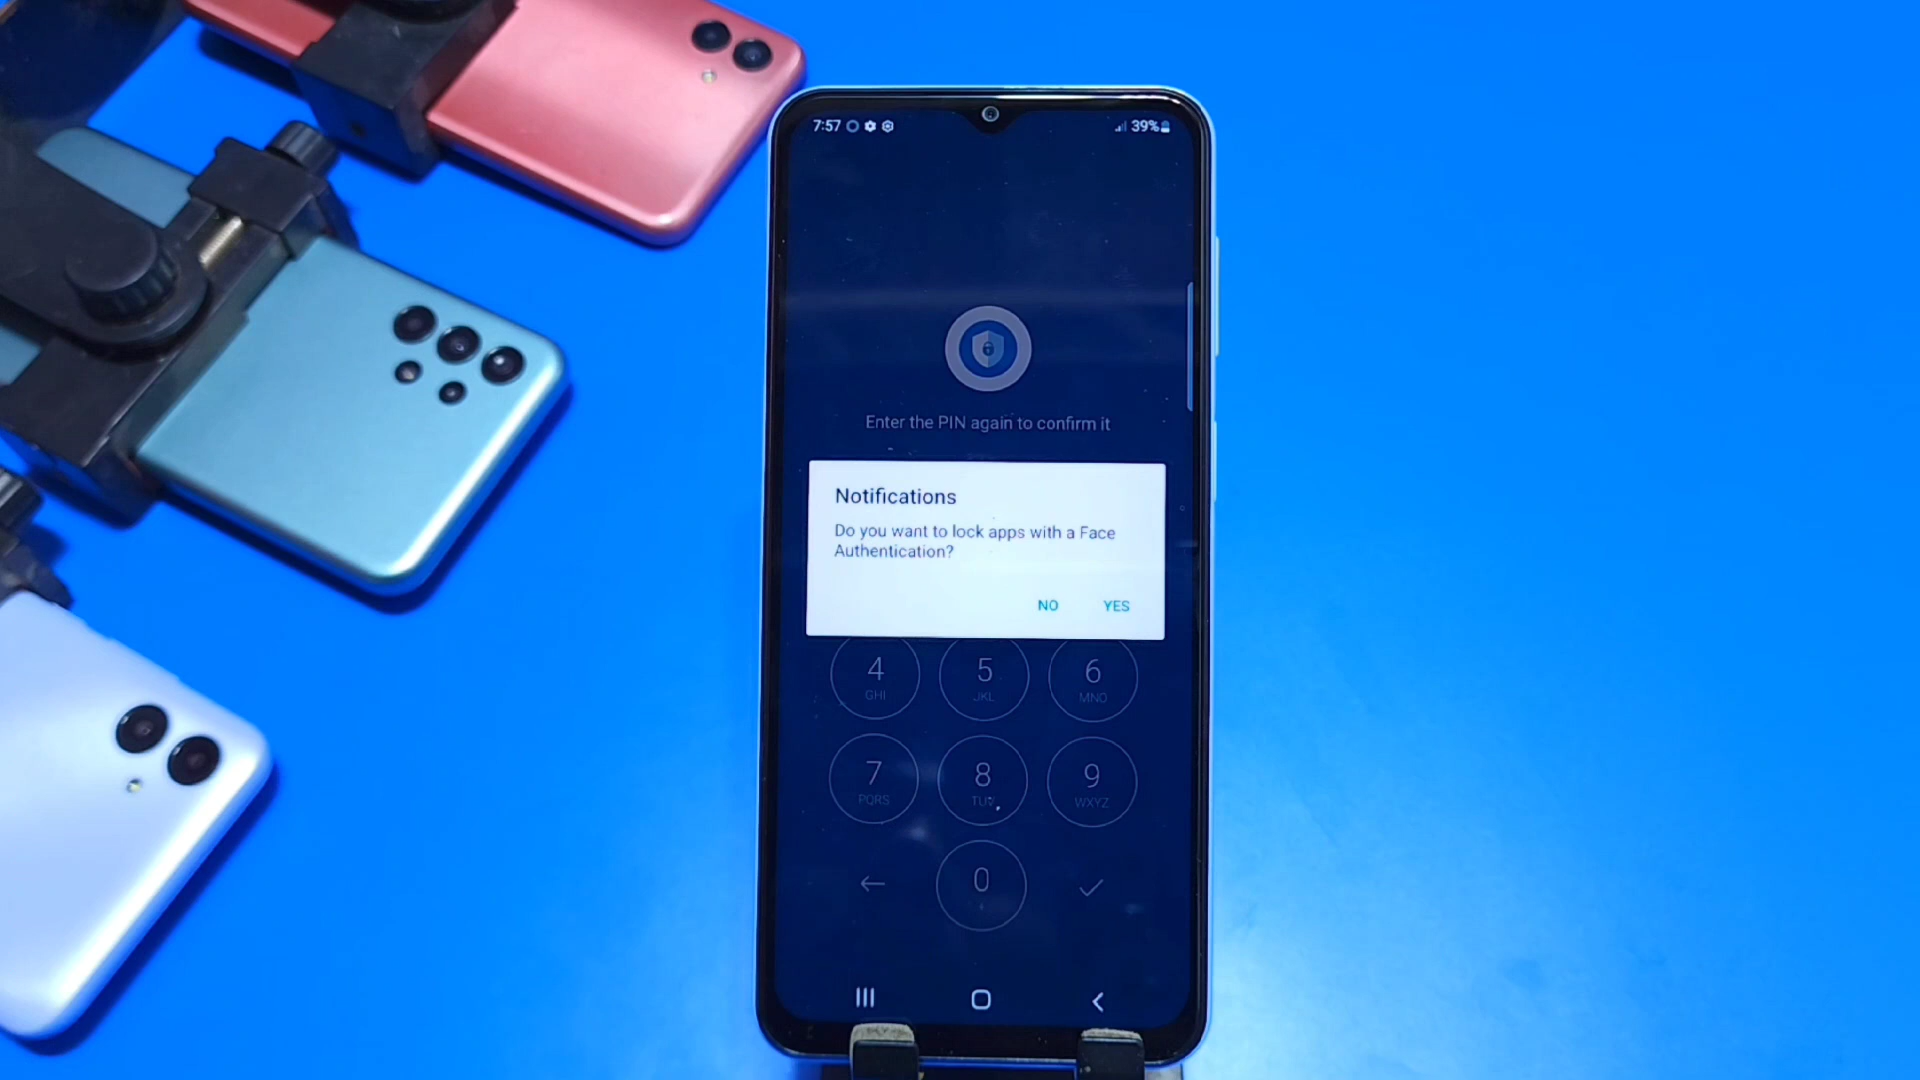 7:57
39%
Enter the PIN again to confirm it
Notifications
Do you want to lock apps with a Face
Authentication?
NO YES
4 5 6
GHI JKL MNO
7 8 9
PQRS TUV WXYZ
0